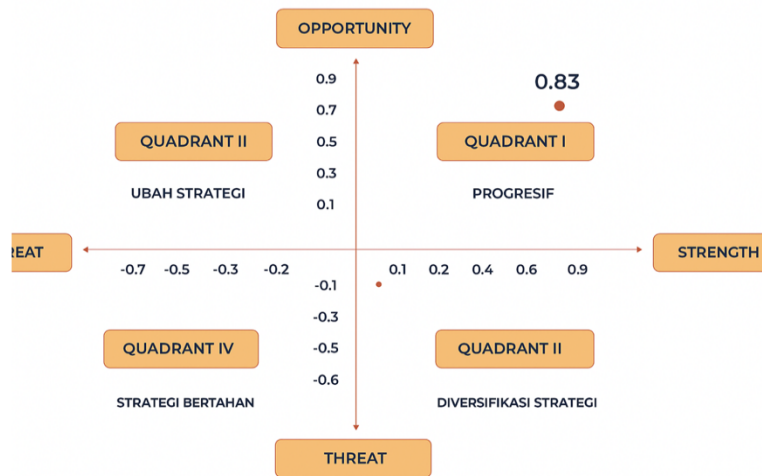 OPPORTUNITY
0.9
0.83
0.7
QUADRANT II
0.5
QUADRANT I
0.3
UBAH STRATEGI
PROGRESIF
0.1
REAT
STRENGTH
-0.7 -0.5 -0.3 -0.2
0.1 0.2 0.4 0.6 0.9
-0.1
-0.3
QUADRANT IV
-0.5
QUADRANT II
-0.6
STRATEGI BERTAHAN
DIVERSIFIKASI STRATEGI
THREAT